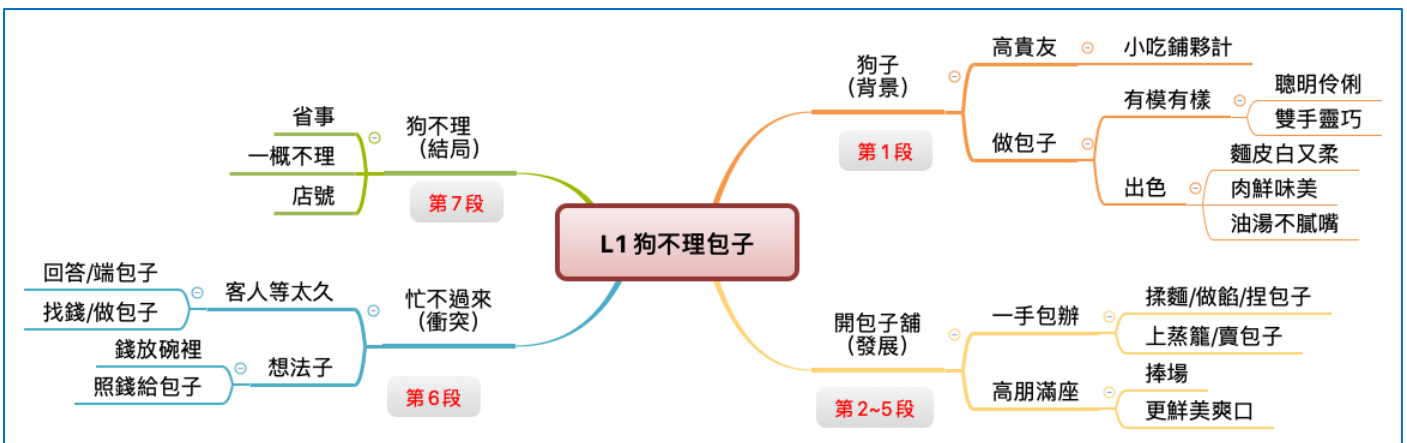 L1 狗不理包子
狗子
(背景)
第1段
高貴友
小吃鋪夥計
做包子
有模有樣
聰明伶俐
雙手靈巧
出色
麵皮白又柔
肉鮮味美
油湯不膩嘴
開包子舖
(發展)
第2~5段
一手包辦
揉麵/做餡/捏包子
上蒸籠/賣包子
高朋滿座
捧場
更鮮美爽口
忙不過來
(衝突)
第6段
客人等太久
回答/端包子
找錢/做包子
想法子
錢放碗裡
照錢給包子
狗不理
(結局)
第7段
省事
一概不理
店號